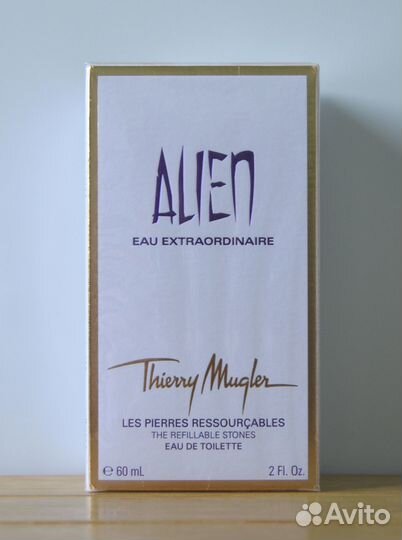 ALIEN
EAU EXTRAORDINAIRE
Thierry Mugler
LES PIERRES RESSOURÇABLES
THE REFILLABLE STONES
EAU DE TOILETTE
℮ 60 mL 2 Fl. Oz.
Avito